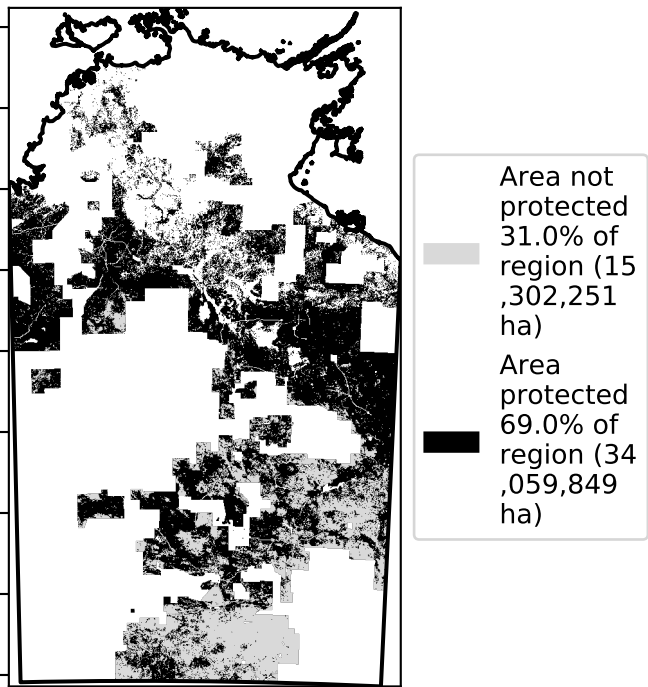 Area not
protected
31.0% of
region (15
,302,251
ha)
Area
protected
69.0% of
region (34
,059,849
ha)